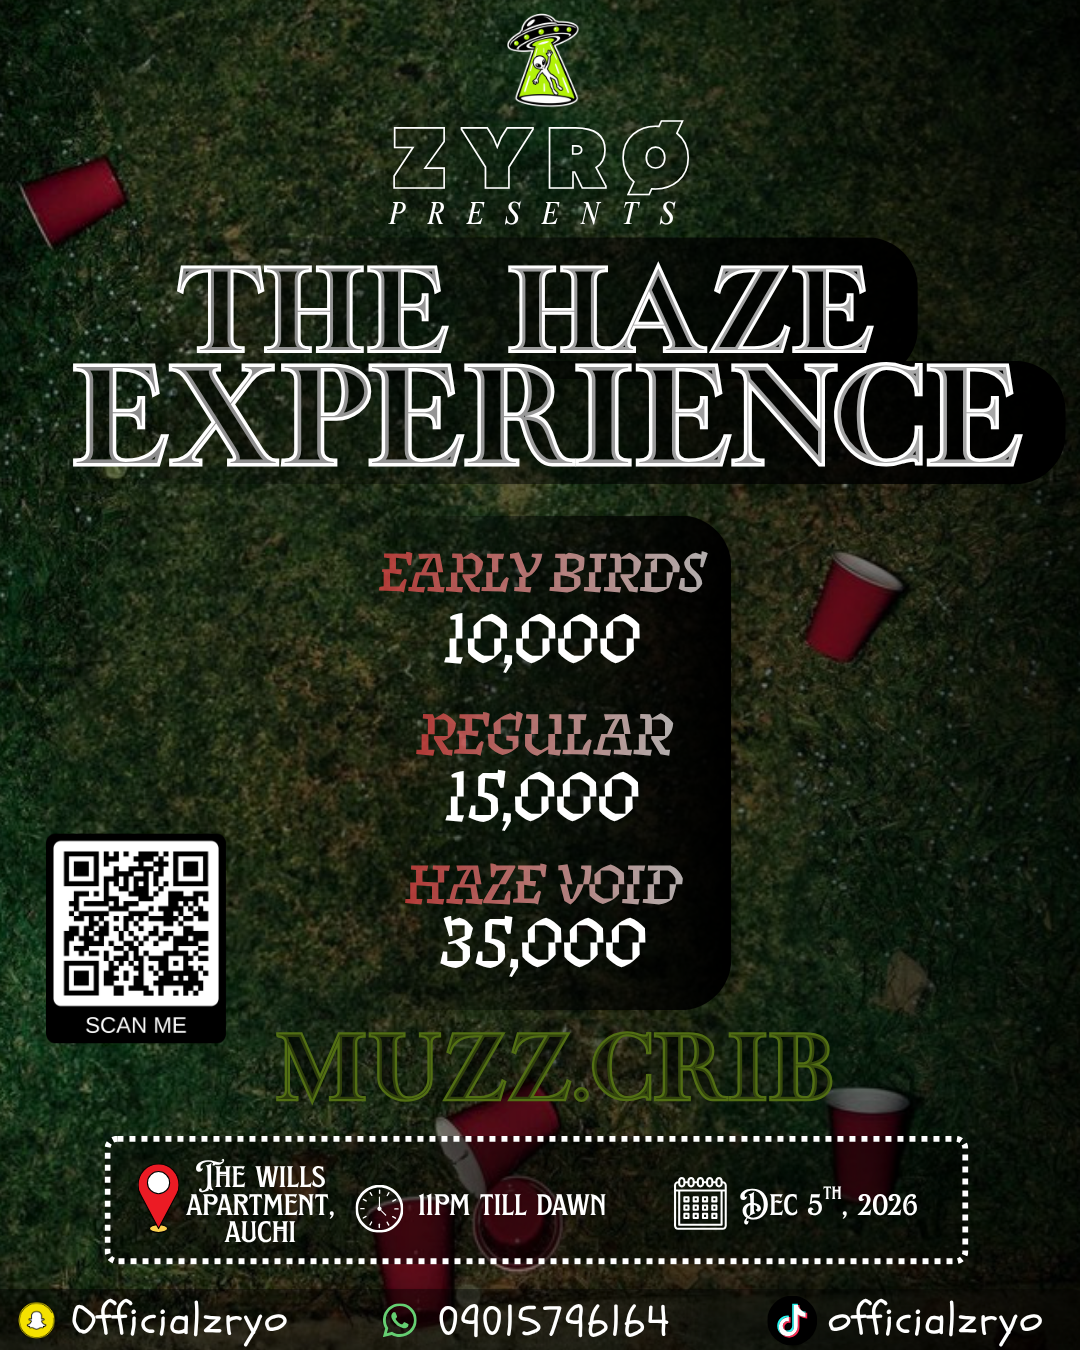 ZYRØ
PRESENTS
THE HAZE
EXPERIENCE
EARLY BIRDS
10,000
REGULAR
15,000
HAZE VOID
35,000
SCAN ME
MUZZ.CRIB
THE WILLS
APARTMENT,
AUCHI
11PM TILL DAWN
DEC 5TH, 2026
Officialzryo
09015796164
officialzryo